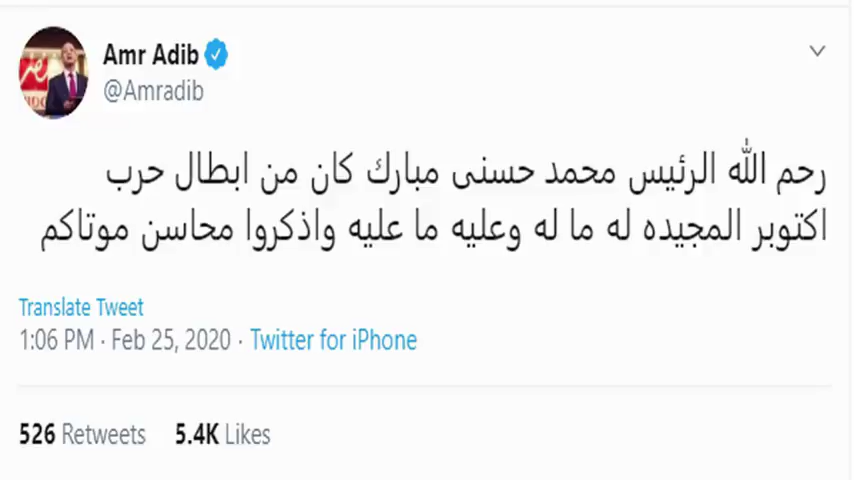 Amr Adib
@Amradib
رحم الله الرئيس محمد حسنى مبارك كان من ابطال حرب
اكتوبر المجيده له ما له وعليه ما عليه واذكروا محاسن موتاكم
Translate Tweet
1:06 PM · Feb 25, 2020 · Twitter for iPhone
526 Retweets 5.4K Likes